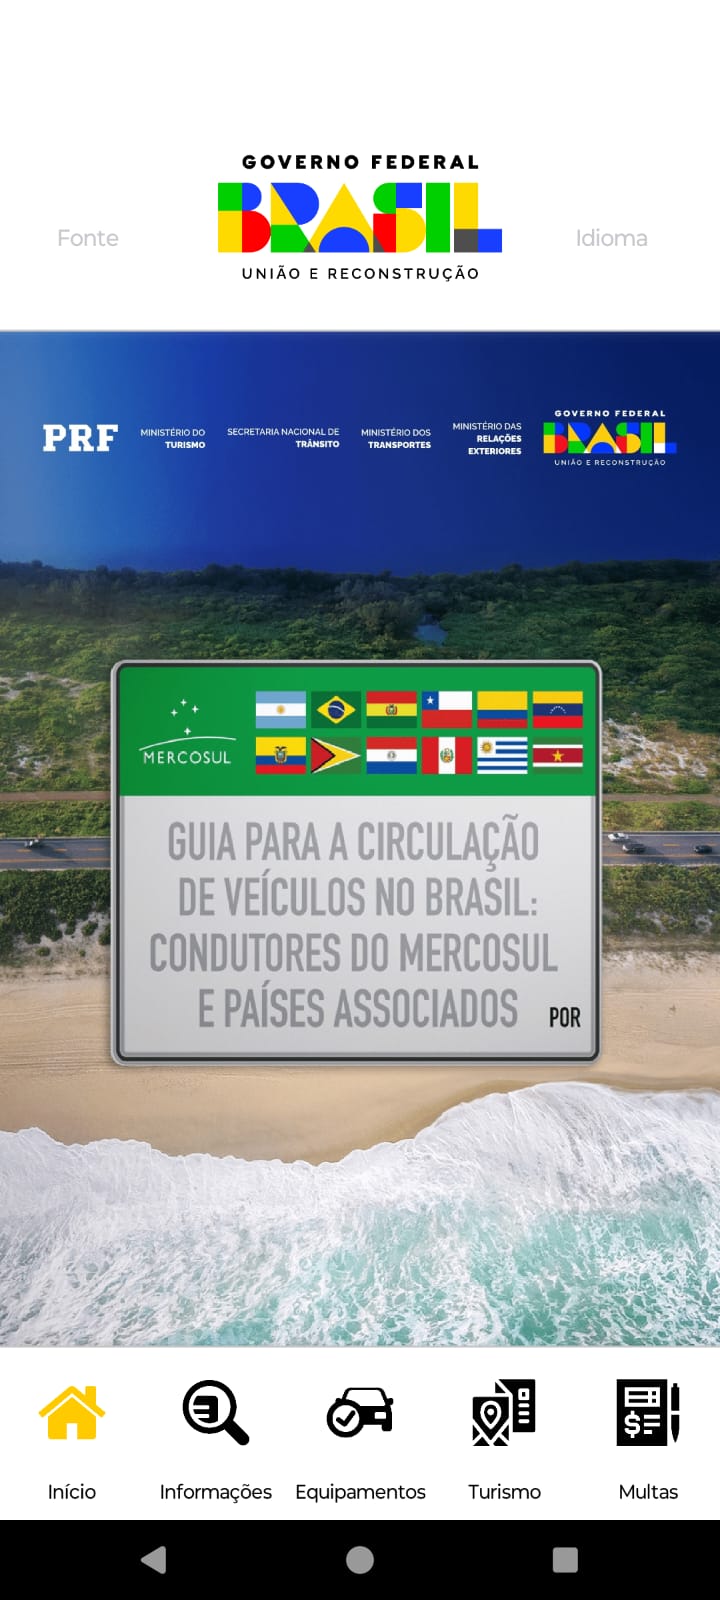 GOVERNO FEDERAL
BRASIL
UNIÃO E RECONSTRUÇÃO
Fonte
Idioma
PRF
MINISTÉRIO DO
TURISMO
SECRETARIA NACIONAL DE
TRÂNSITO
MINISTÉRIO DOS
TRANSPORTES
MINISTÉRIO DAS
RELAÇÕES
EXTERIORES
GOVERNO FEDERAL
BRASIL
UNIÃO E RECONSTRUÇÃO
MERCOSUL
GUIA PARA A CIRCULAÇÃO
DE VEÍCULOS NO BRASIL:
CONDUTORES DO MERCOSUL
E PAÍSES ASSOCIADOS
POR
Início
Informações
Equipamentos
Turismo
Multas